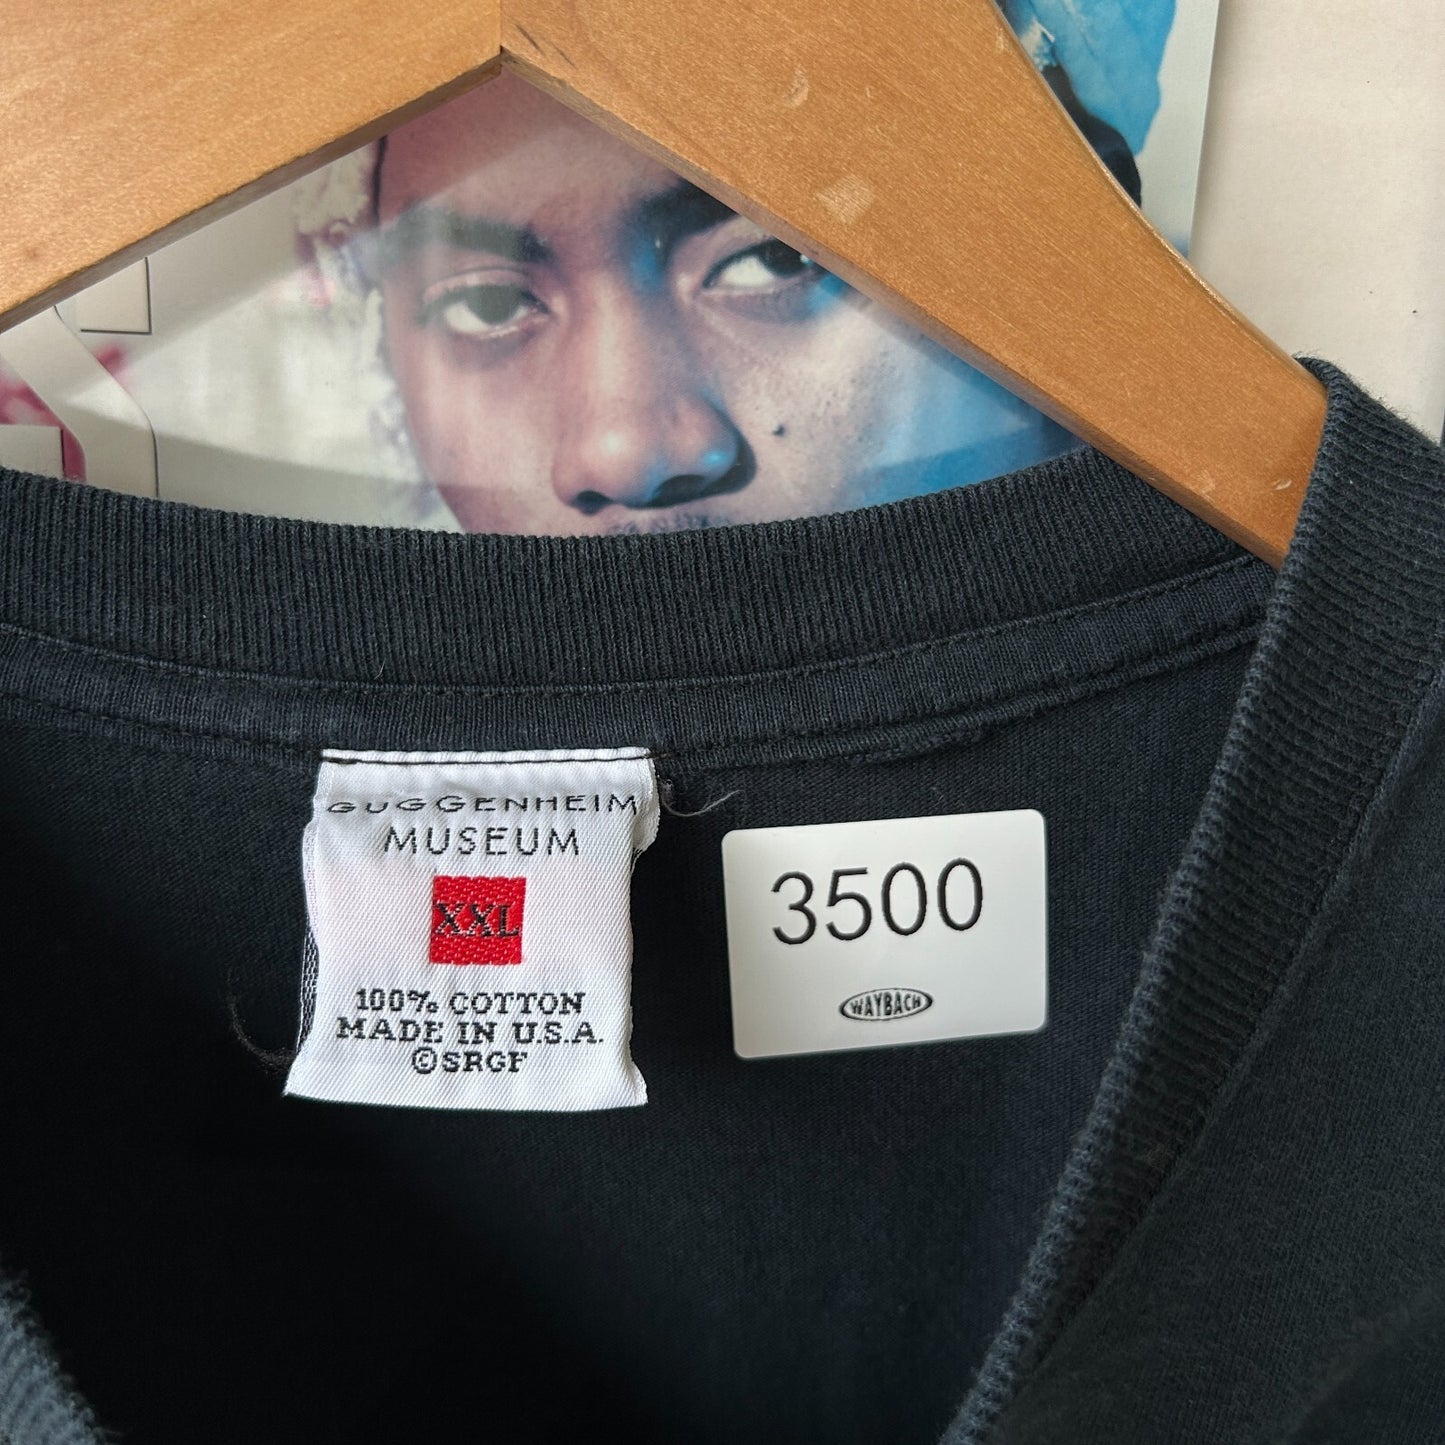 GUGGENHEIM
MUSEUM
XXL
100% COTTON
MADE IN U.S.A.
©SRGF
3500
WAYBACH